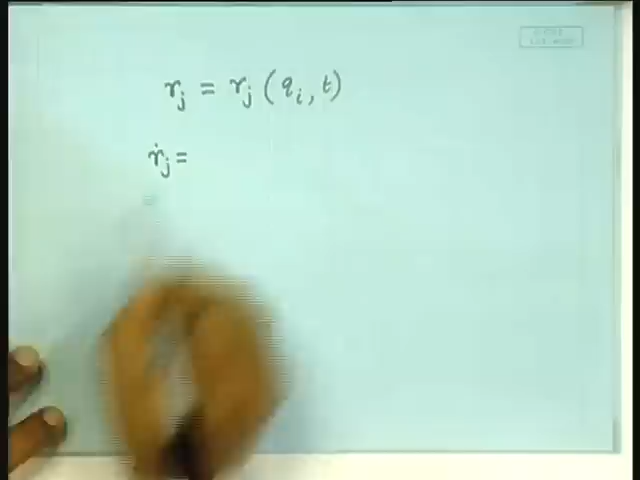 r_j = r_j (q_i, t)
ṙ_j =